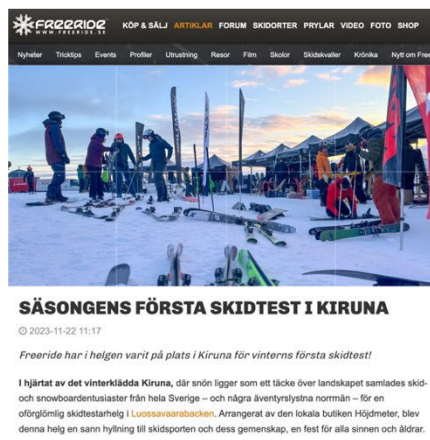 FREERIDE
WWW.FREERIDE.SE
KÖP & SÄLJ ARTIKLAR FORUM SKIDORTER PRYLAR VIDEO FOTO SHOP
Nyheter Tricktips Events Profiler Utrustning Resor Film Skolor Skidskvaller Krönika Nytt om Free
SÄSONGENS FÖRSTA SKIDTEST I KIRUNA
2023-11-22 11:17
Freeride har i helgen varit på plats i Kiruna för vinterns första skidtest!
I hjärtat av det vinterklädda Kiruna, där snön ligger som ett täcke över landskapet samlades skid-
och snowboardentusiaster från hela Sverige – och några äventyrslystna norrmän – för en
oförglömlig skidtestarhelg i Luossavaarabacken. Arrangerat av den lokala butiken Höjdmeter, blev
denna helg en sann hyllning till skidsporten och dess gemenskap, en fest för alla sinnen och åldrar.